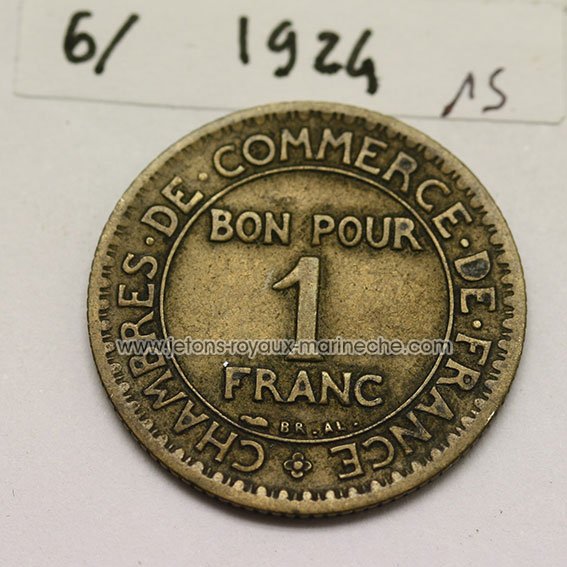 6/ 1924
15
CHAMBRES·DE·COMMERCE·DE·FRANCE
BON POUR
1
FRANC
BR.AL.
www.jetons-royaux-marineche.com